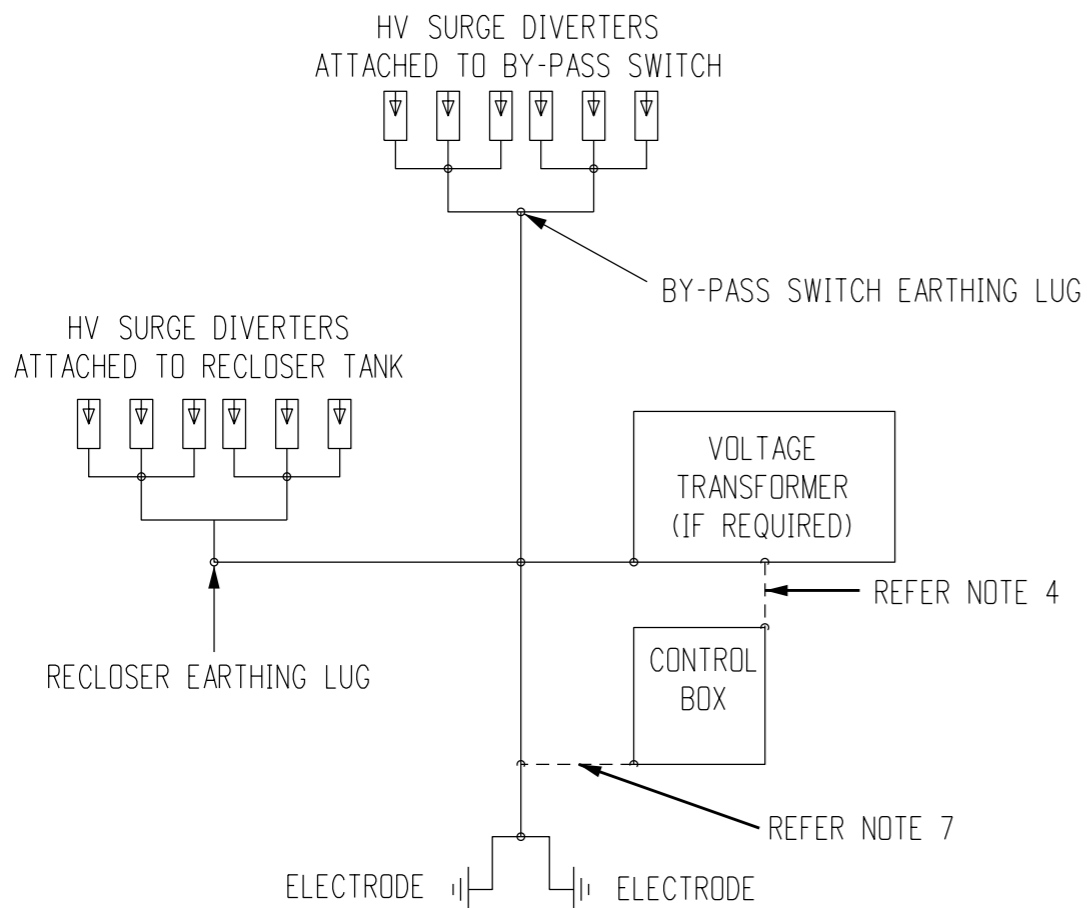 HV SURGE DIVERTERS
ATTACHED TO BY-PASS SWITCH
BY-PASS SWITCH EARTHING LUG
HV SURGE DIVERTERS
ATTACHED TO RECLOSER TANK
VOLTAGE
TRANSFORMER
(IF REQUIRED)
REFER NOTE 4
CONTROL
BOX
RECLOSER EARTHING LUG
REFER NOTE 7
ELECTRODE
ELECTRODE